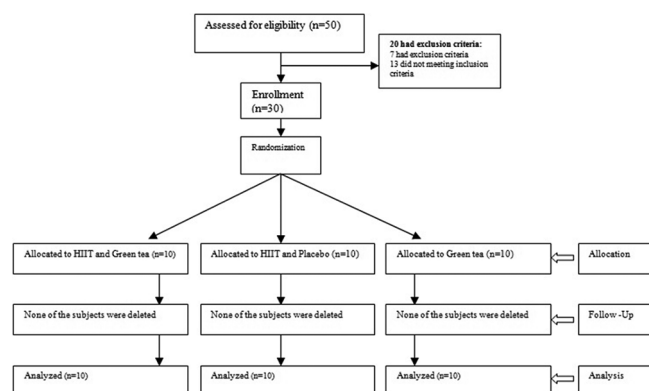 Assessed for eligibility (n=50)
20 had exclusion criteria:
7 had exclusion criteria
13 did not meeting inclusion
criteria
Enrollment
(n=30)
Randomization
Allocated to HIIT and Green tea (n=10)
Allocated to HIIT and Placebo (n=10)
Allocated to Green tea (n=10)
Allocation
None of the subjects were deleted
None of the subjects were deleted
None of the subjects were deleted
Follow -Up
Analyzed (n=10)
Analyzed (n=10)
Analyzed (n=10)
Analysis